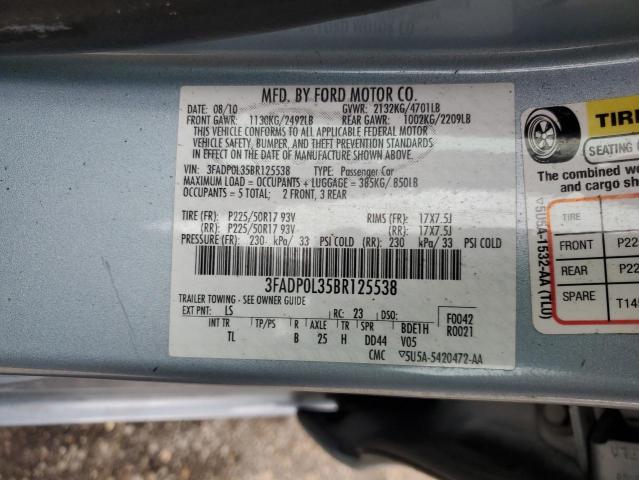 MFD. BY FORD MOTOR CO.
DATE: 08/10 GVWR: 2132KG/4701LB
FRONT GAWR: 1130KG/2492LB REAR GAWR: 1002KG/2209LB
THIS VEHICLE CONFORMS TO ALL APPLICABLE FEDERAL MOTOR
VEHICLE SAFETY, BUMPER, AND THEFT PREVENTION STANDARDS
IN EFFECT ON THE DATE OF MANUFACTURE SHOWN ABOVE.
VIN: 3FADP0L35BR125538 TYPE: Passenger Car
MAXIMUM LOAD = OCCUPANTS + LUGGAGE = 385KG/ 850LB
OCCUPANTS = 5 TOTAL; 2 FRONT, 3 REAR
TIRE (FR): P225/50R17 93V RIMS (FR): 17X7.5J
(RR): P225/50R17 93V (RR): 17X7.5J
PRESSURE (FR): 230 kPa/ 33 PSI COLD (RR): 230 kPa/ 33 PSI COLD
3FADP0L35BR125538
TRAILER TOWING - SEE OWNER GUIDE
EXT PNT: LS RC: 23 DSO: F0042
INT TR TP/PS R AXLE TR SPR BDE1H R0021
TL B 25 H DD44 V05
CMC ▽5U5A-5420472-AA
TIRE
SEATING
The combined
and cargo
TIRE
FRONT P22
REAR P22
SPARE T14
▽5U5A-1532-AA (TLO)